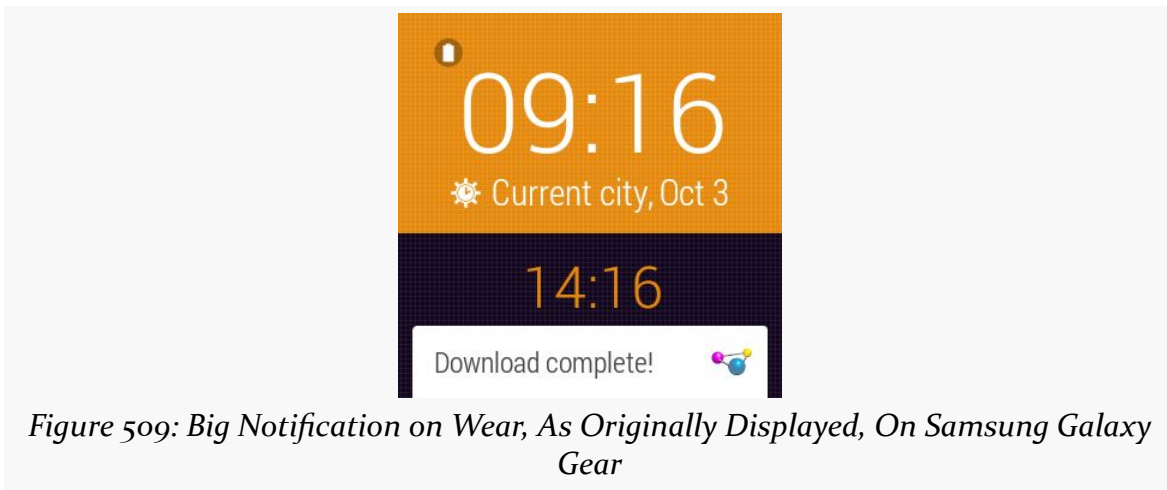 09:16
Current city, Oct 3
14:16
Download complete!
Figure 509: Big Notification on Wear, As Originally Displayed, On Samsung Galaxy
Gear